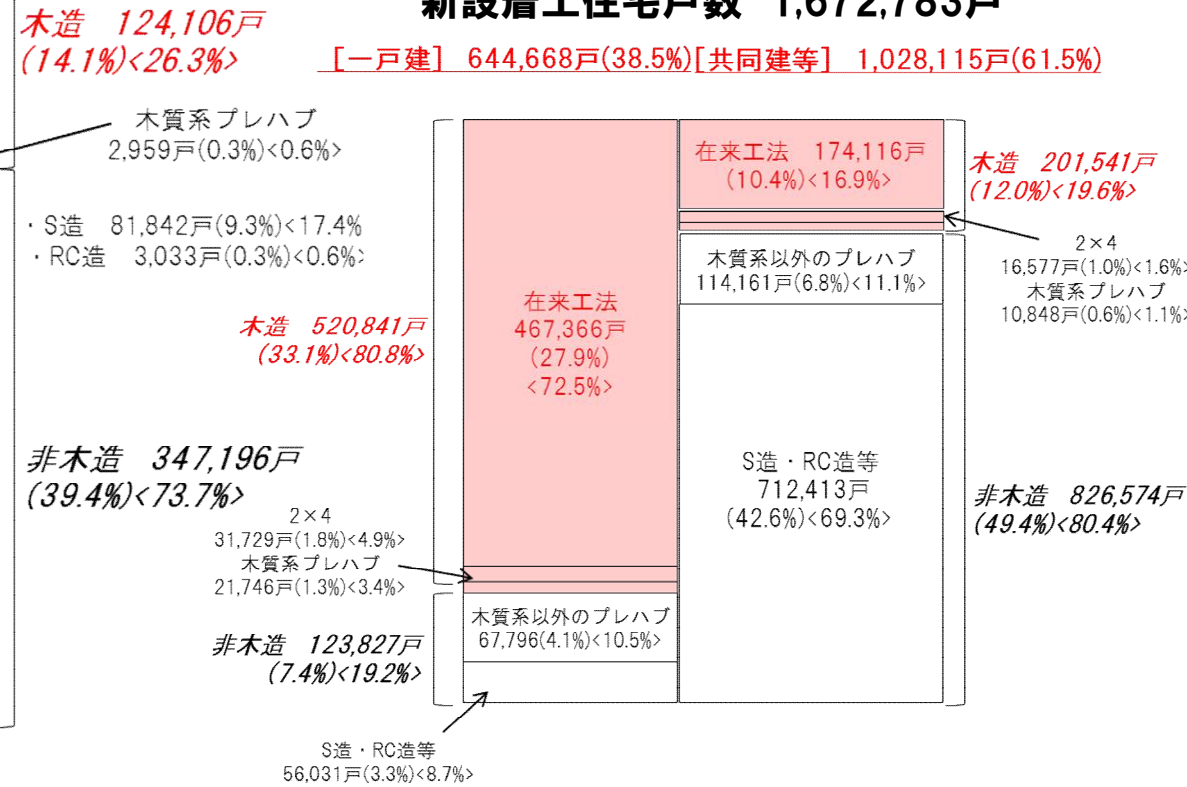 新設着工住宅戸数 1,672,783戸
木造 124,106戸
(14.1%)<26.3%>
[一戸建] 644,668戸(38.5%)[共同建等] 1,028,115戸(61.5%)
木質系プレハブ
2,959戸(0.3%)<0.6%>
・S造 81,842戸(9.3%)<17.4%
・RC造 3,033戸(0.3%)<0.6%>
非木造 347,196戸
(39.4%)<73.7%>
木造 520,841戸
(33.1%)<80.8%>
在来工法
467,366戸
(27.9%)
<72.5%>
2×4
31,729戸(1.8%)<4.9%>
木質系プレハブ
21,746戸(1.3%)<3.4%>
非木造 123,827戸
(7.4%)<19.2%>
木質系以外のプレハブ
67,796(4.1%)<10.5%>
S造・RC造等
56,031戸(3.3%)<8.7%>
在来工法 174,116戸
(10.4%)<16.9%>
木造 201,541戸
(12.0%)<19.6%>
2×4
16,577戸(1.0%)<1.6%>
木質系プレハブ
10,848戸(0.6%)<1.1%>
木質系以外のプレハブ
114,161戸(6.8%)<11.1%>
S造・RC造等
712,413戸
(42.6%)<69.3%>
非木造 826,574戸
(49.4%)<80.4%>